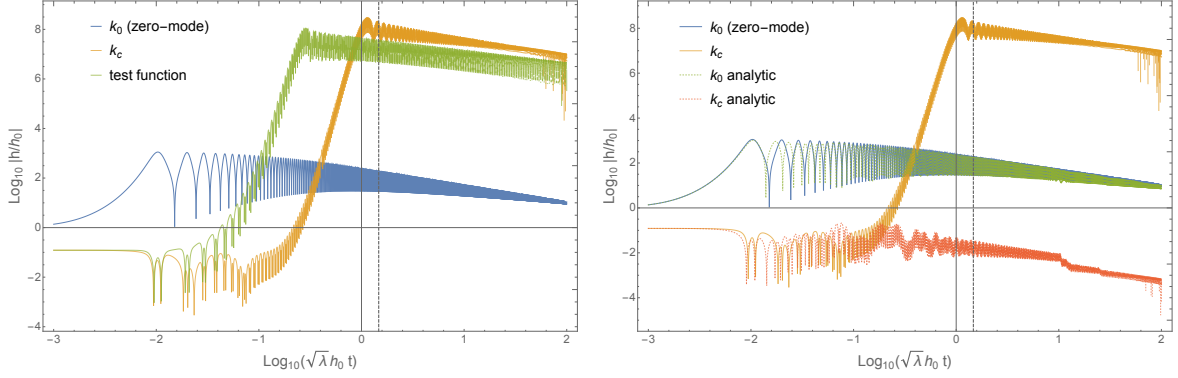 k₀ (zero-mode)
k_c
test function
Log₁₀ |h/h₀|
8
6
4
2
0
−2
−4
−3
−2
−1
0
1
2
Log₁₀(√λ h₀ t)
k₀ (zero-mode)
k_c
k₀ analytic
k_c analytic
Log₁₀ |h/h₀|
8
6
4
2
0
−2
−4
−3
−2
−1
0
1
2
Log₁₀(√λ h₀ t)